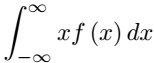 ∫_{-∞}^{∞} x f (x) dx